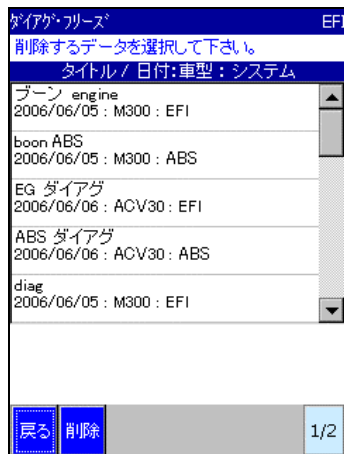 ﾀﾞｲｱｸﾞ･ﾌﾘｰｽﾞ EFI
削除するデータを選択して下さい。
タイトル / 日付:車型 : システム
ブーン engine
2006/06/05 : M300 : EFI
boon ABS
2006/06/05 : M300 : ABS
EG ダイアグ
2006/06/06 : ACV30 : EFI
ABS ダイアグ
2006/06/06 : ACV30 : ABS
diag
2006/06/05 : M300 : EFI
戻る 削除 1/2